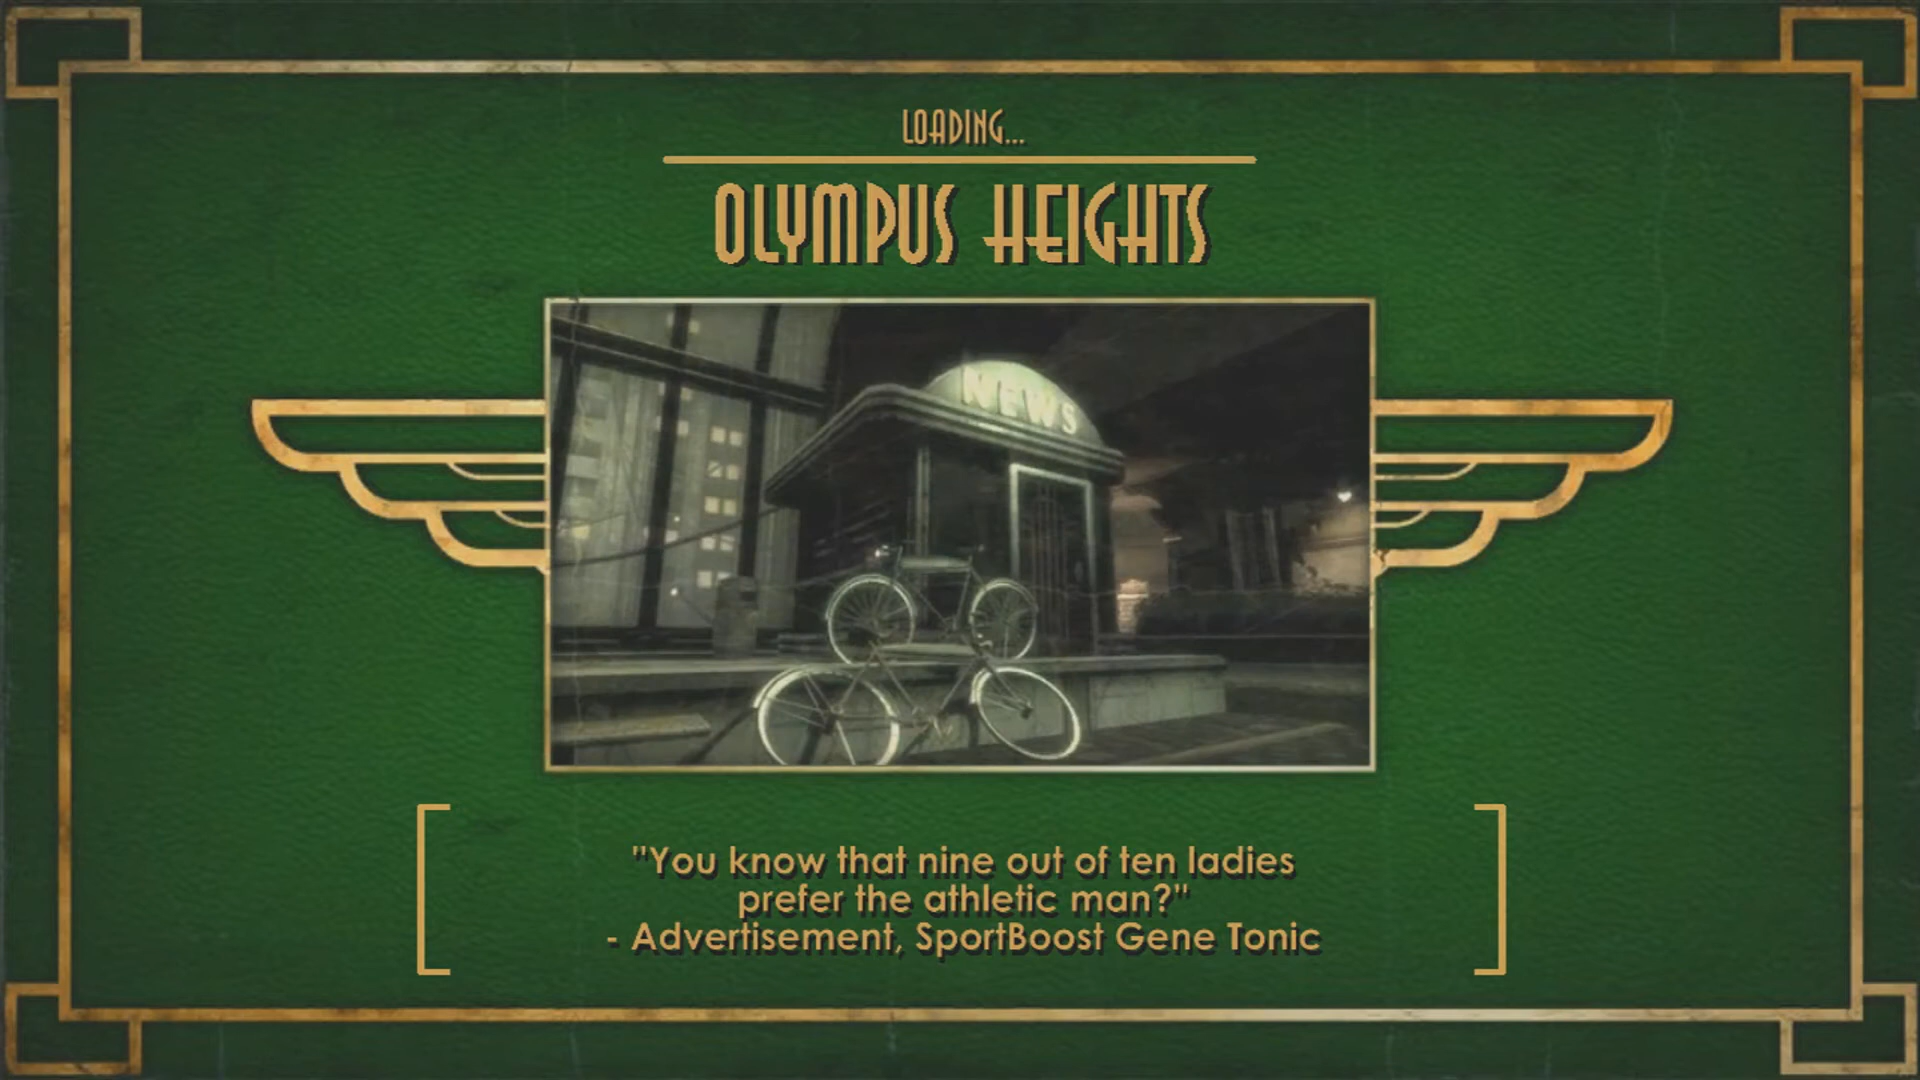 LOADING...
OLYMPUS HEIGHTS
NEWS
"You know that nine out of ten ladies
prefer the athletic man?"
- Advertisement, SportBoost Gene Tonic